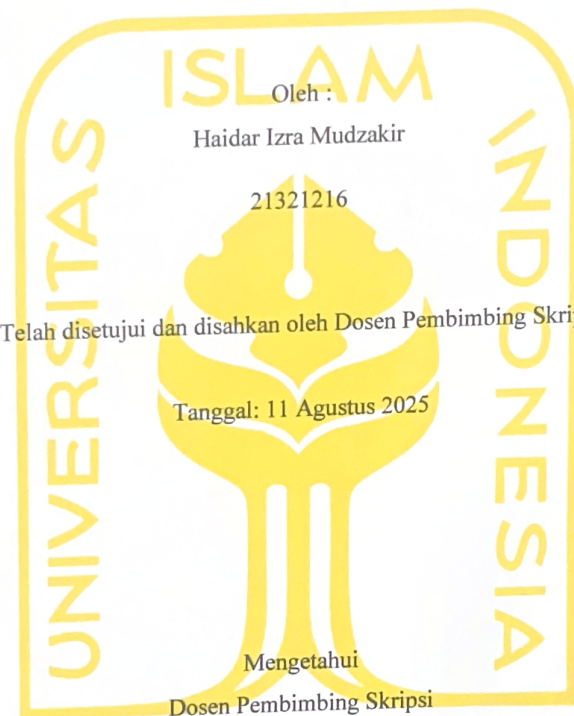 ISLAM
UNIVERSITAS
INDONESIA
Oleh :
Haidar Izra Mudzakir
21321216
Telah disetujui dan disahkan oleh Dosen Pembimbing
Tanggal: 11 Agustus 2025
Mengetahui
Dosen Pembimbing Skripsi